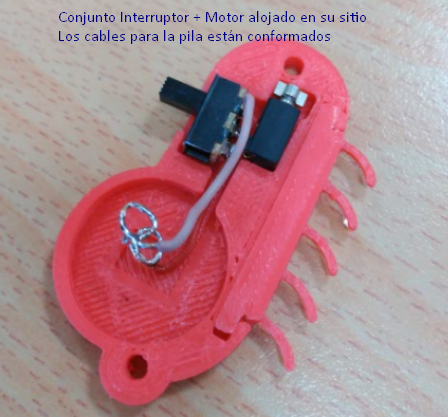 Conjunto Interruptor + Motor alojado en su sitio
Los cables para la pila están conformados